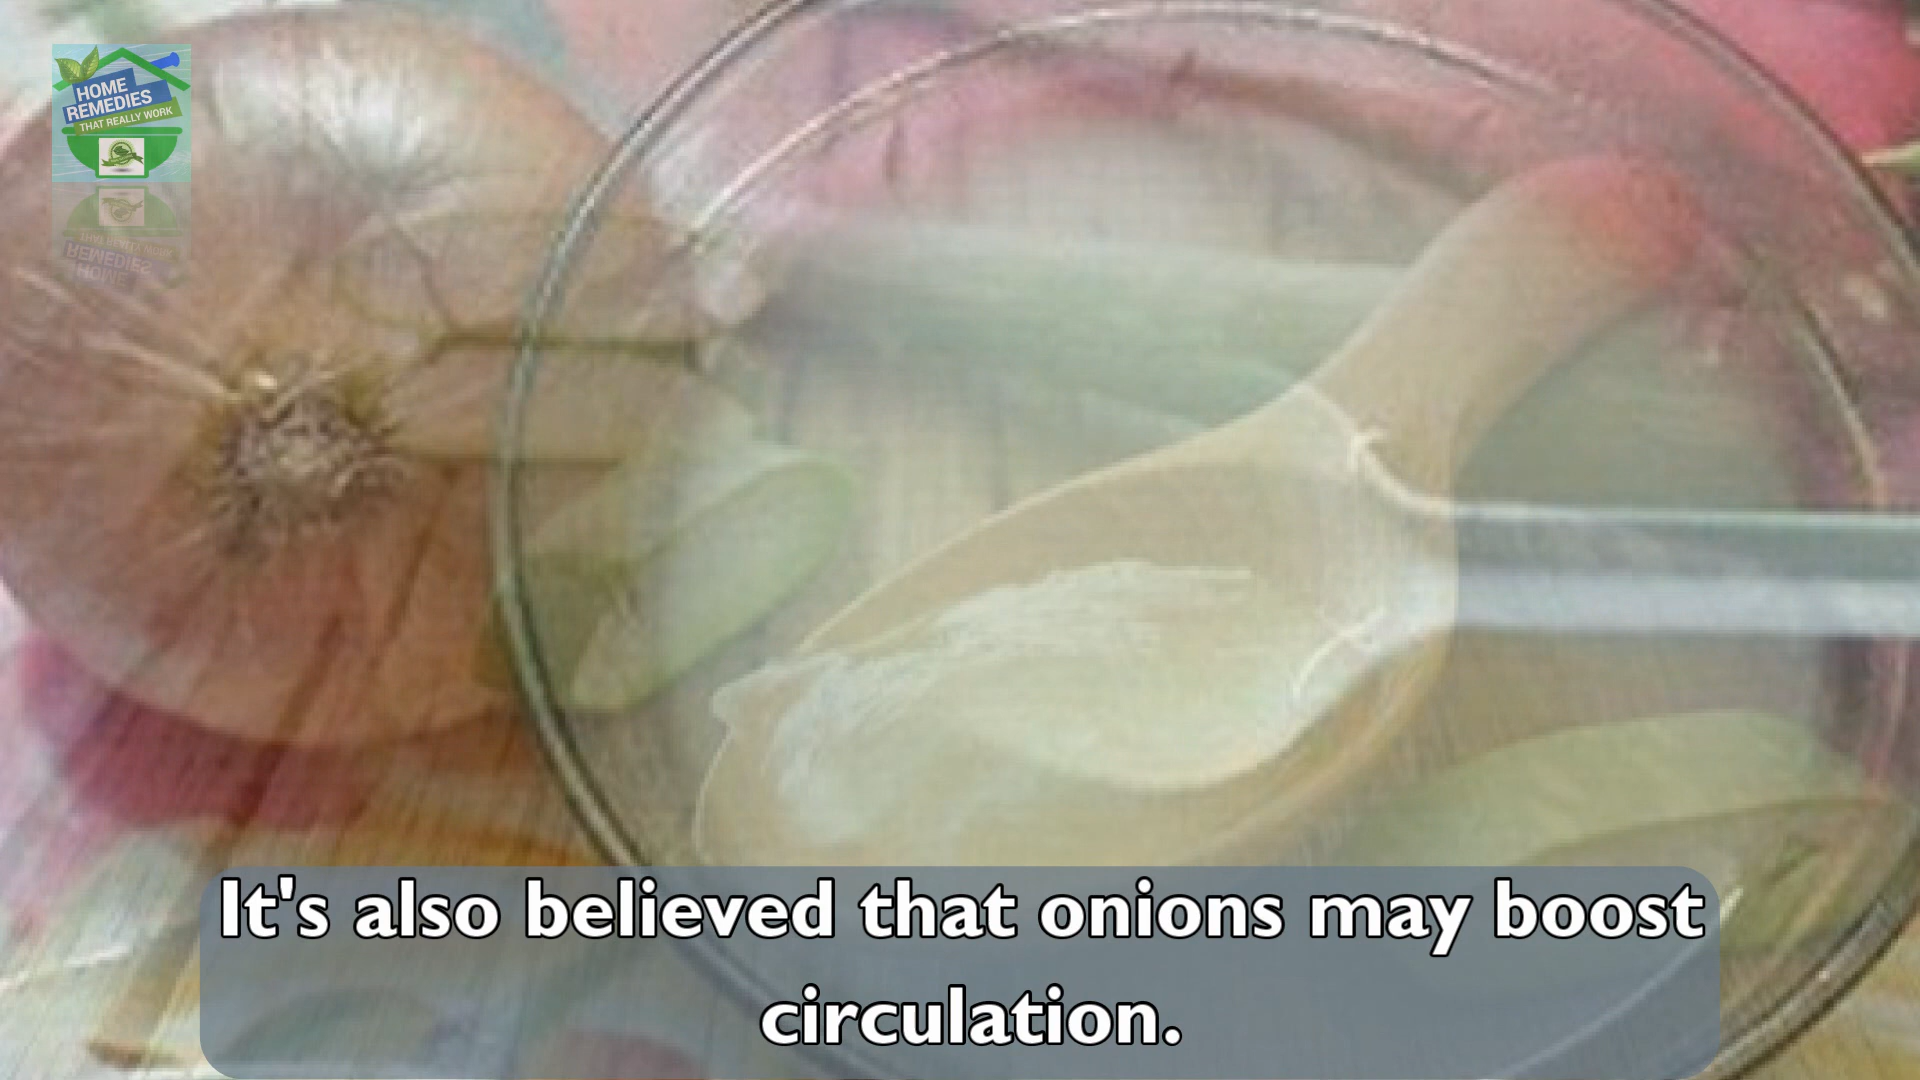 HOME
REMEDIES
THAT REALLY WORK
It's also believed that onions may boost
circulation.